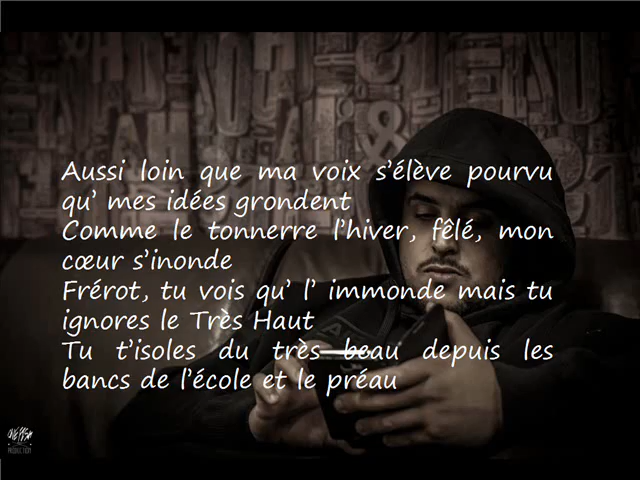 Aussi loin que ma voix s’élève pourvu
qu’ mes idées grondent
Comme le tonnerre l’hiver, fêlé, mon
cœur s’inonde
Frérot, tu vois qu’ l’ immonde mais tu
ignores le Très Haut
Tu t’isoles du très beau depuis les
bancs de l’école et le préau
PRODUCTION